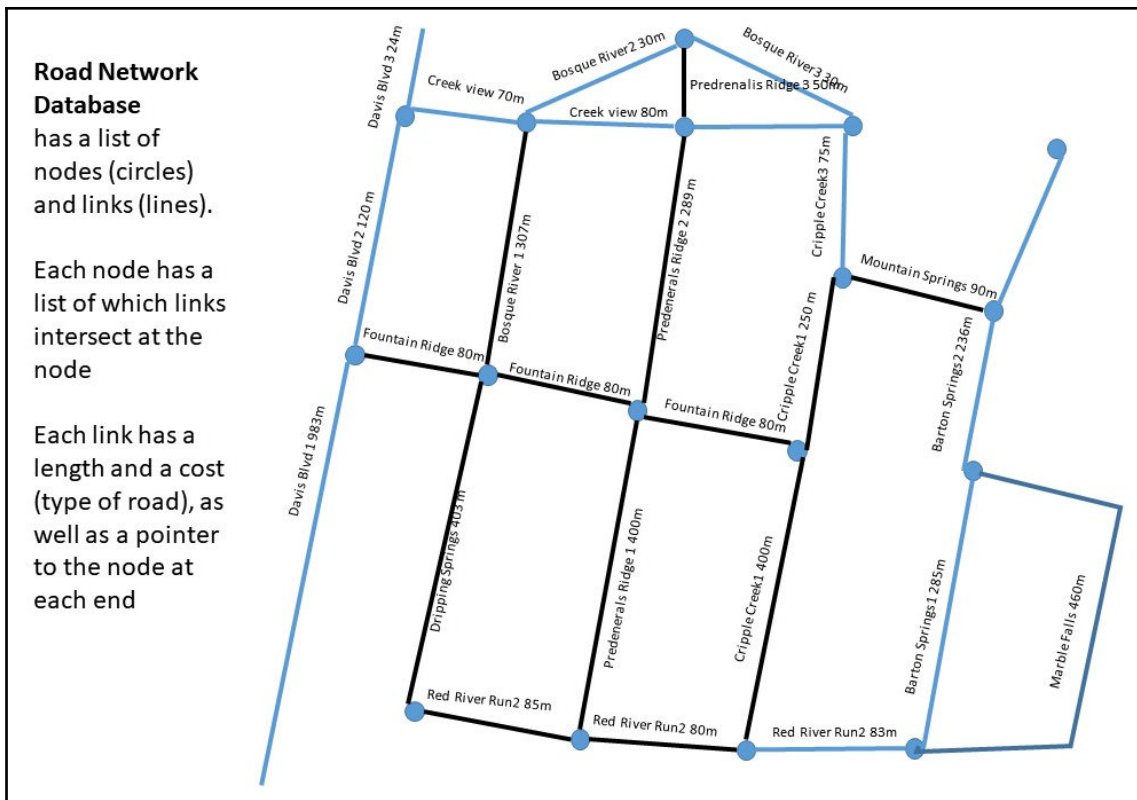 Road Network
Database
has a list of
nodes (circles)
and links (lines).
Each node has a
list of which links
intersect at the
node
Each link has a
length and a cost
(type of road), as
well as a pointer
to the node at
each end
Davis Blvd 3 24m
Creek view 70m
Bosque River2 30m
Bosque River3 30m
Predrenalis Ridge 3 50m
Creek view 80m
Davis Blvd 2 120 m
Bosque River 1 307m
Predenerals Ridge 2 289 m
Cripple Creek3 75m
Mountain Springs 90m
Fountain Ridge 80m
Fountain Ridge 80m
Fountain Ridge 80m
Cripple Creek1 250 m
Barton Springs2 236m
Davis Blvd 1 983m
Dripping Springs 403 m
Predenerals Ridge 1 400m
Cripple Creek1 400m
Barton Springs1 285m
Marble Falls 460m
Red River Run2 85m
Red River Run2 80m
Red River Run2 83m